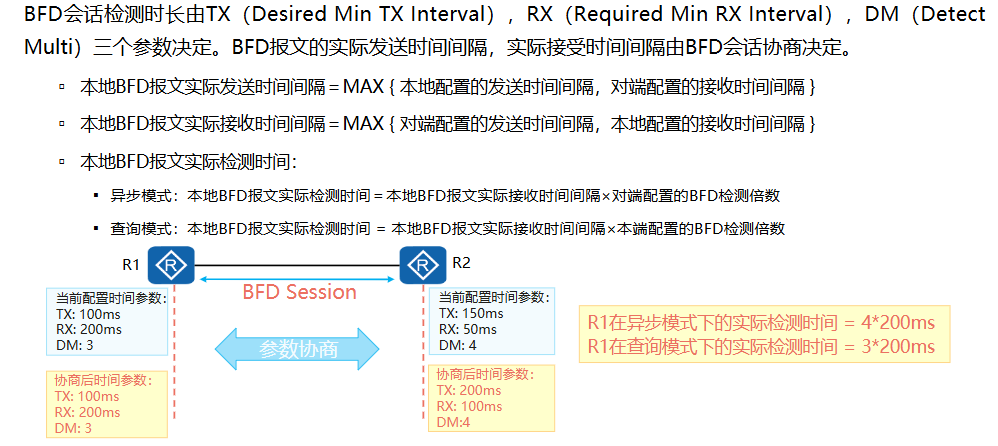 BFD会话检测时长由TX（Desired Min TX Interval），RX（Required Min RX Interval），DM（Detect
Multi）三个参数决定。BFD报文的实际发送时间间隔，实际接受时间间隔由BFD会话协商决定。
▫ 本地BFD报文实际发送时间间隔＝MAX { 本地配置的发送时间间隔，对端配置的接收时间间隔 }
▫ 本地BFD报文实际接收时间间隔＝MAX { 对端配置的发送时间间隔，本地配置的接收时间间隔 }
▫ 本地BFD报文实际检测时间：
▪ 异步模式：本地BFD报文实际检测时间＝本地BFD报文实际接收时间间隔×对端配置的BFD检测倍数
▪ 查询模式：本地BFD报文实际检测时间 = 本地BFD报文实际接收时间间隔×本端配置的BFD检测倍数
R1
R
R
R2
BFD Session
当前配置时间参数：
TX: 100ms
RX: 200ms
DM: 3
当前配置时间参数：
TX: 150ms
RX: 50ms
DM: 4
参数协商
R1在异步模式下的实际检测时间 = 4*200ms
R1在查询模式下的实际检测时间 = 3*200ms
协商后时间参数：
TX: 100ms
RX: 200ms
DM: 3
协商后时间参数：
TX: 200ms
RX: 100ms
DM:4